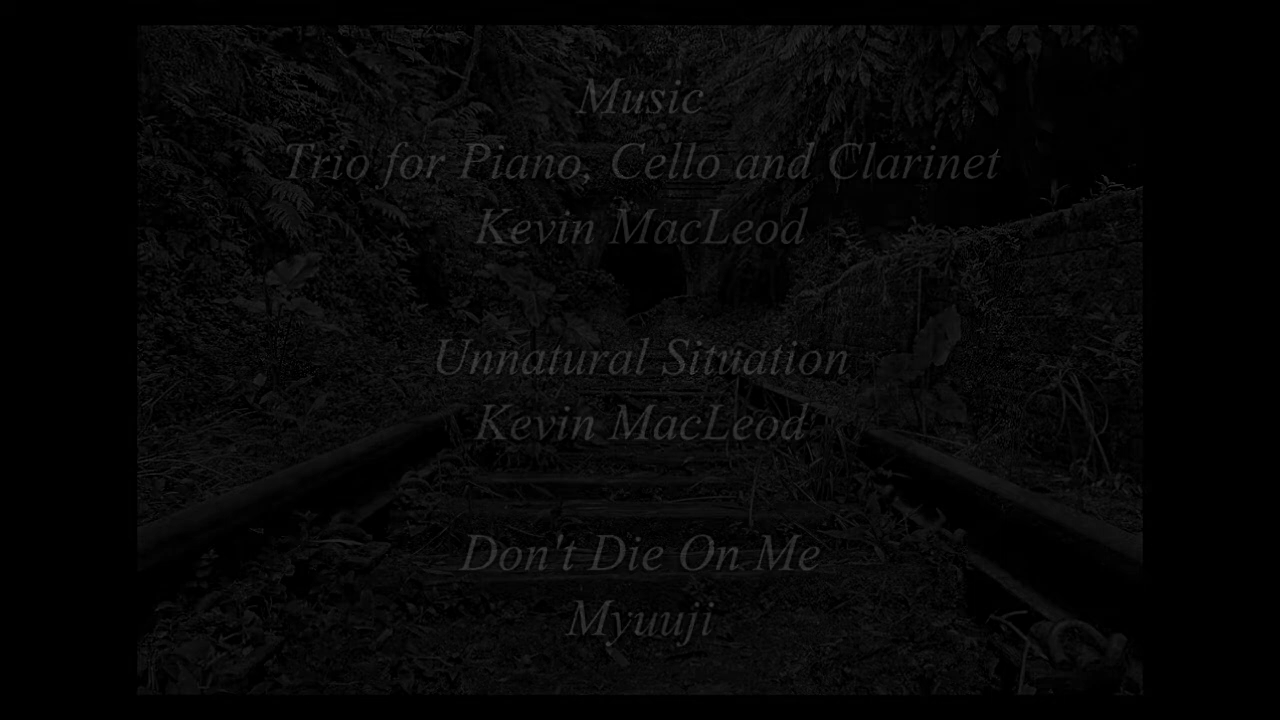 Music
Trio for Piano, Cello and Clarinet
Kevin MacLeod
Unnatural Situation
Kevin MacLeod
Don't Die On Me
Myuuji